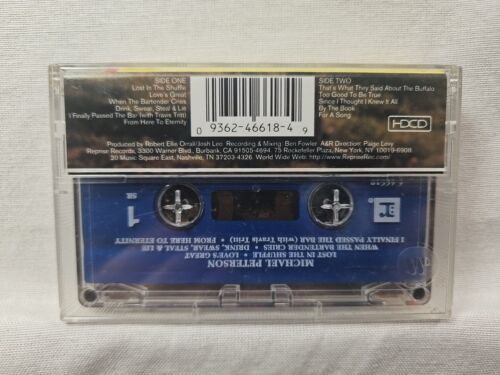 SIDE ONE
Lost In The Shuffle
Love's Great
When The Bartender Cries
Drink, Swear, Steal & Lie
I Finally Passed The Bar (with Travis Tritt)
From Here To Eternity
SIDE TWO
That's What They Said About The Buffalo
Too Good To Be True
Since I Thought I Knew It All
By The Book
For A Song
0 9362-46618-4 9
HDCD
Produced by Robert Ellis Orrall/Josh Leo. Recording & Mixing: Ben Fowler. A&R Direction: Paige Levy
Reprise Records, 3300 Warner Blvd., Burbank, CA 91505-4694. 75 Rockefeller Plaza, New York, NY 10019-6908
20 Music Square East, Nashville, TN 37203-4326. World Wide Web: http://www.RepriseRec.com/
1
SR
MICHAEL PETERSON
LOST IN THE SHUFFLE • LOVE'S GREAT
WHEN THE BARTENDER CRIES • DRINK, SWEAR, STEAL & LIE
I FINALLY PASSED THE BAR (with Travis Tritt) • FROM HERE TO ETERNITY